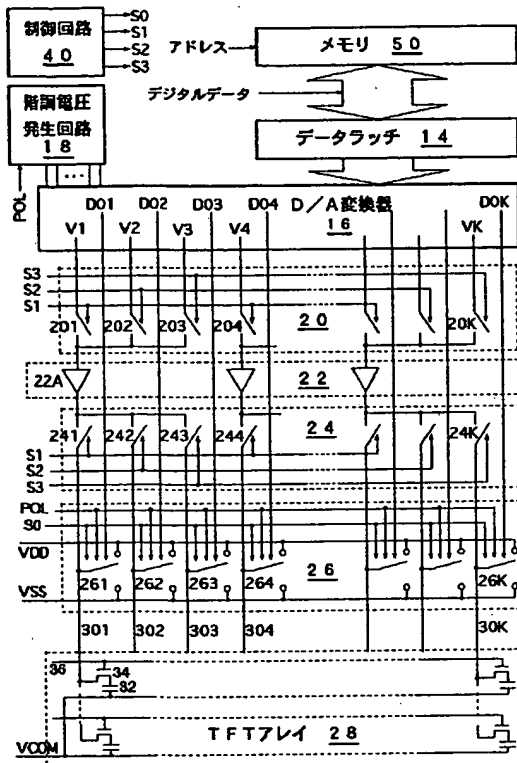 制御回路
40
S0
S1
S2
S3
アドレス
メモリ 50
デジタルデータ
階調電圧
発生回路
18
データラッチ 14
POL
D/A変換器
16
D01 D02 D03 D04 D0K
V1 V2 V3 V4 VK
S3
S2
S1
201 202 203 204 20 20K
22A 22
241 242 243 244 24 24K
S1
S2
S3
POL
S0
VDD
261 262 263 264 26 26K
VSS
301 302 303 304 30K
36 34
32
TFTアレイ 28
VCOM